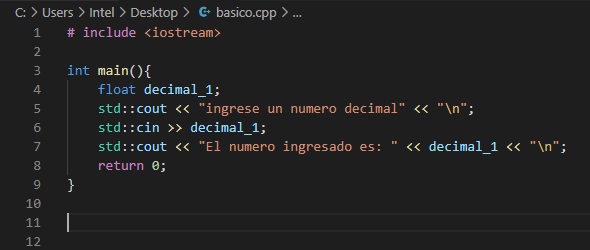 C: > Users > Intel > Desktop > basico.cpp > ...
1 # include <iostream>
2
3 int main(){
4     float decimal_1;
5     std::cout << "ingrese un numero decimal" << "\n";
6     std::cin >> decimal_1;
7     std::cout << "El numero ingresado es: " << decimal_1 << "\n";
8     return 0;
9 }
10
11
12